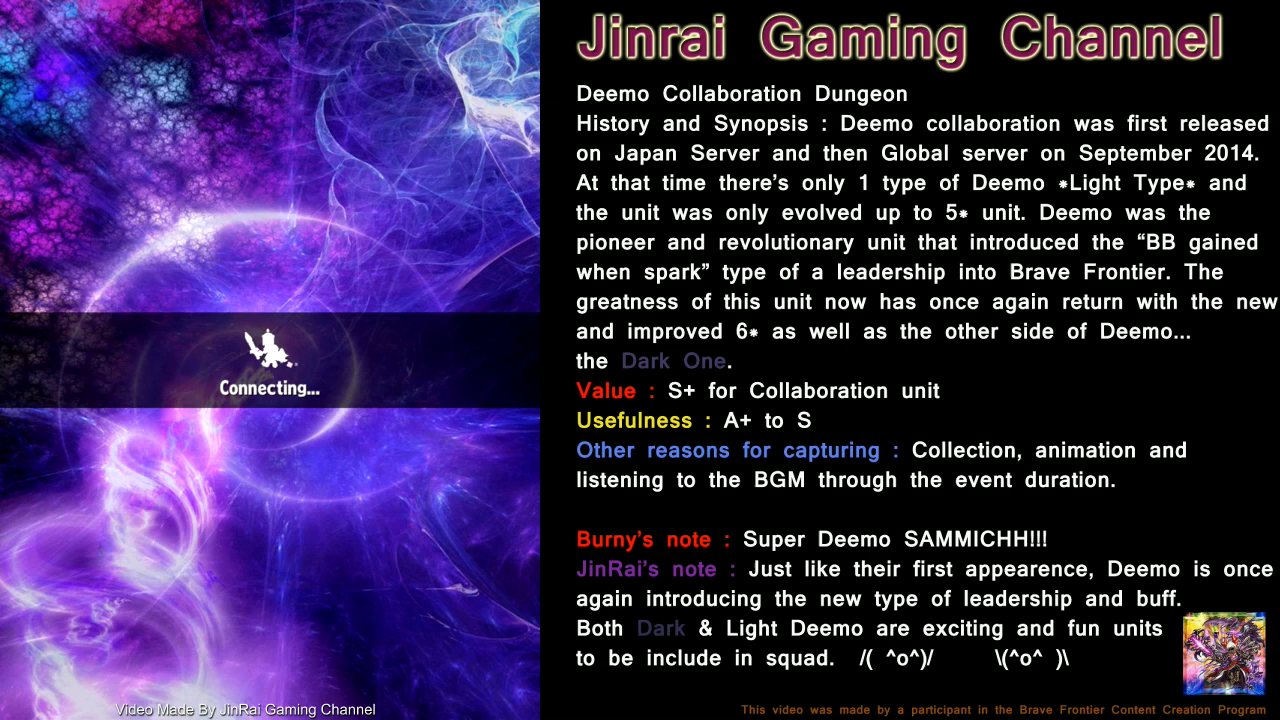 Jinrai Gaming Channel
Deemo Collaboration Dungeon
History and Synopsis : Deemo collaboration was first released
on Japan Server and then Global server on September 2014.
At that time there's only 1 type of Deemo *Light Type* and
the unit was only evolved up to 5* unit. Deemo was the
pioneer and revolutionary unit that introduced the “BB gained
when spark” type of a leadership into Brave Frontier. The
greatness of this unit now has once again return with the new
and improved 6* as well as the other side of Deemo...
the Dark One.
Value : S+ for Collaboration unit
Usefulness : A+ to S
Other reasons for capturing : Collection, animation and
listening to the BGM through the event duration.
Burny's note : Super Deemo SAMMICHH!!!
JinRai's note : Just like their first appearence, Deemo is once
again introducing the new type of leadership and buff.
Both Dark & Light Deemo are exciting and fun units
to be include in squad. /( ^o^)/ \(^o^ )\
Connecting...
Video Made By JinRai Gaming Channel
This video was made by a participant in the Brave Frontier Content Creation Program